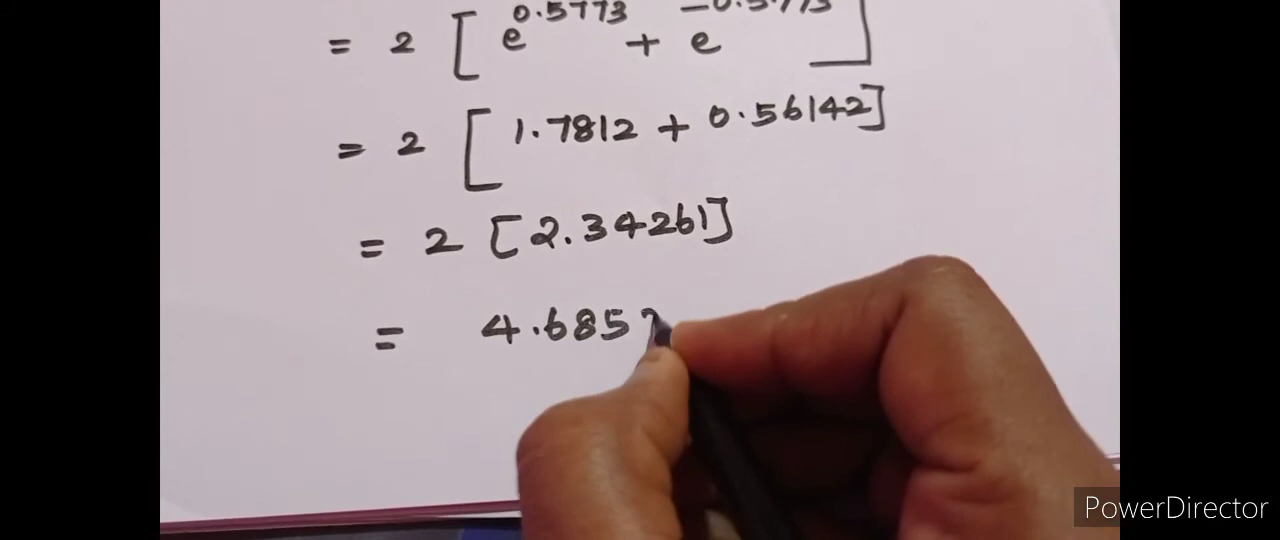 = 2 [ e^0.5773 + e^-0.5773 ]
= 2 [ 1.7812 + 0.56142]
= 2 [2.34261]
= 4.685
PowerDirector